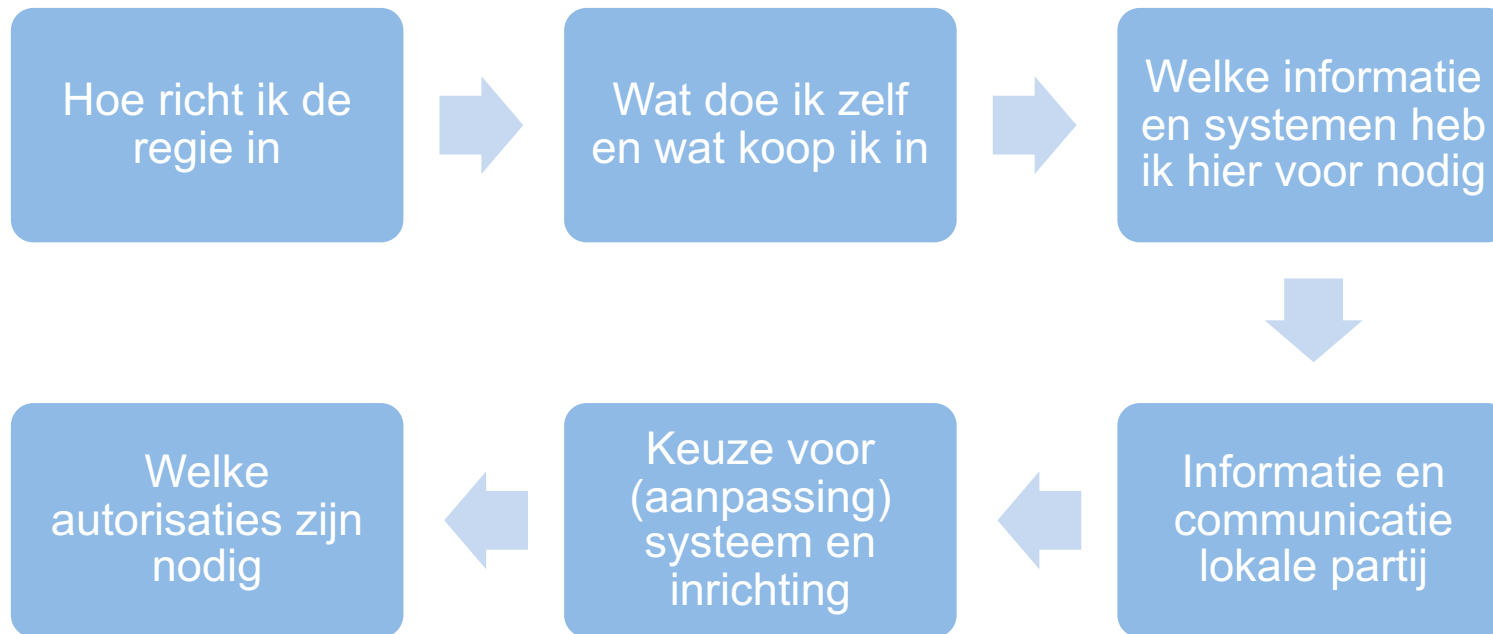 Hoe richt ik de
regie in
Wat doe ik zelf
en wat koop ik in
Welke informatie
en systemen heb
ik hier voor nodig
Informatie en
communicatie
lokale partij
Keuze voor
(aanpassing)
systeem en
inrichting
Welke
autorisaties zijn
nodig